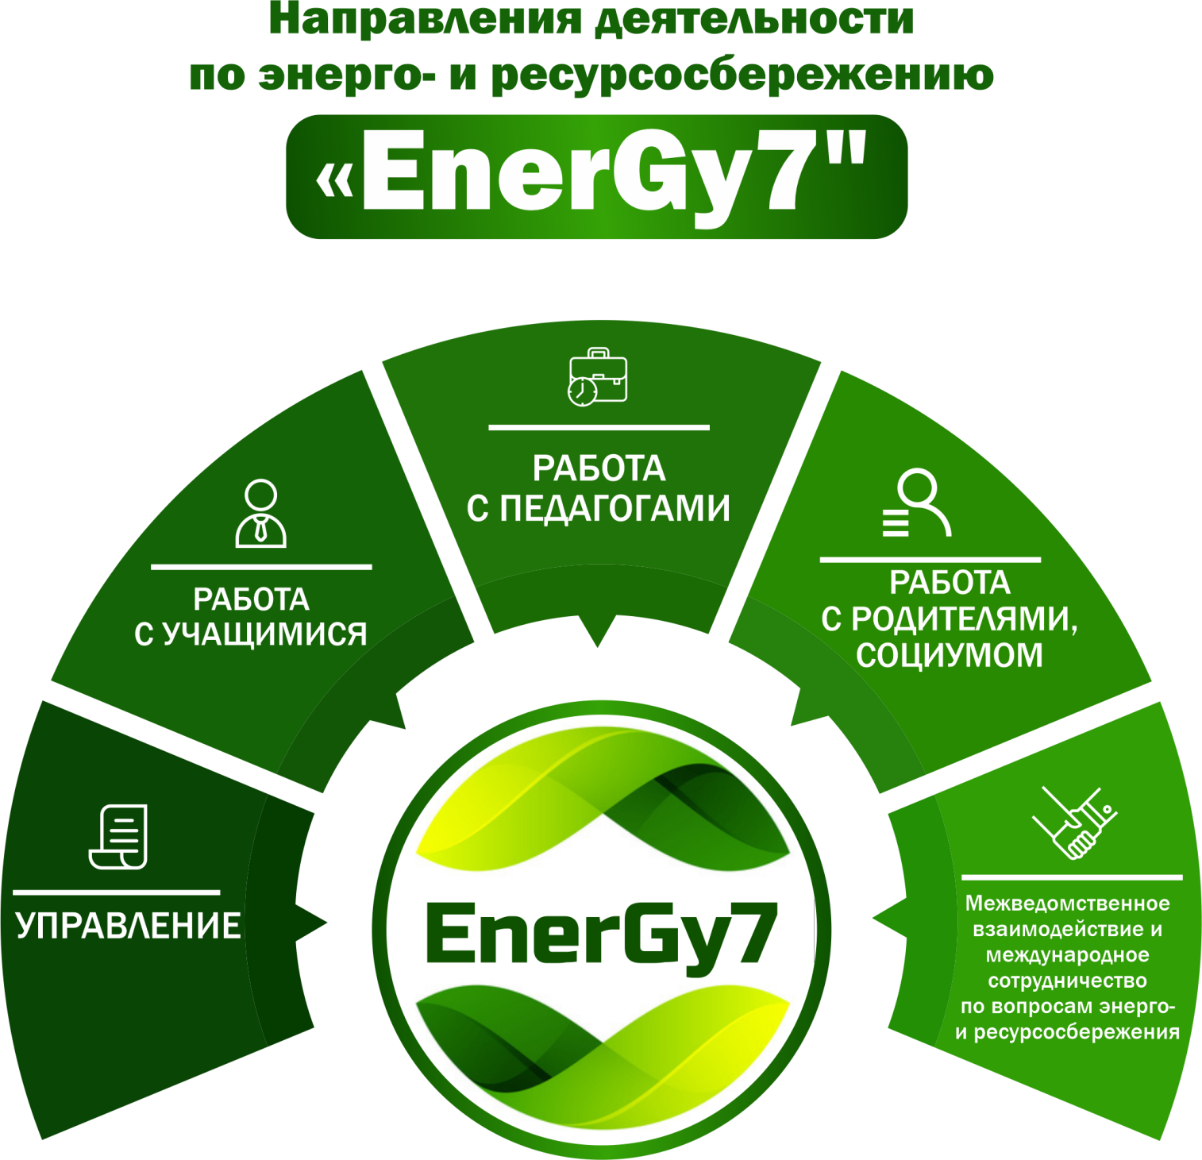 Направления деятельности
по энерго- и ресурсосбережению
«EnerGy7"
РАБОТА
С ПЕДАГОГАМИ
РАБОТА
С УЧАЩИМИСЯ
РАБОТА
С РОДИТЕЛЯМИ,
СОЦИУМОМ
УПРАВЛЕНИЕ
Межведомственное
взаимодействие и
международное
сотрудничество
по вопросам энерго-
и ресурсосбережения
EnerGy7